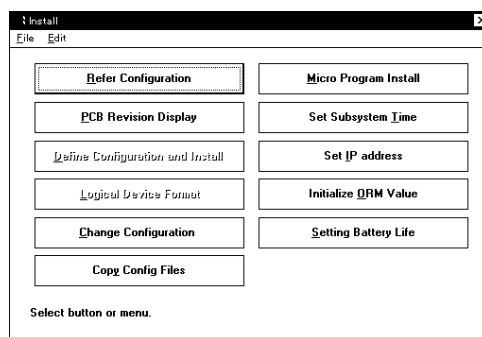 Install
File Edit
Refer Configuration
Micro Program Install
PCB Revision Display
Set Subsystem Time
Define Configuration and Install
Set IP address
Logical Device Format
Initialize ORM Value
Change Configuration
Setting Battery Life
Copy Config Files
Select button or menu.